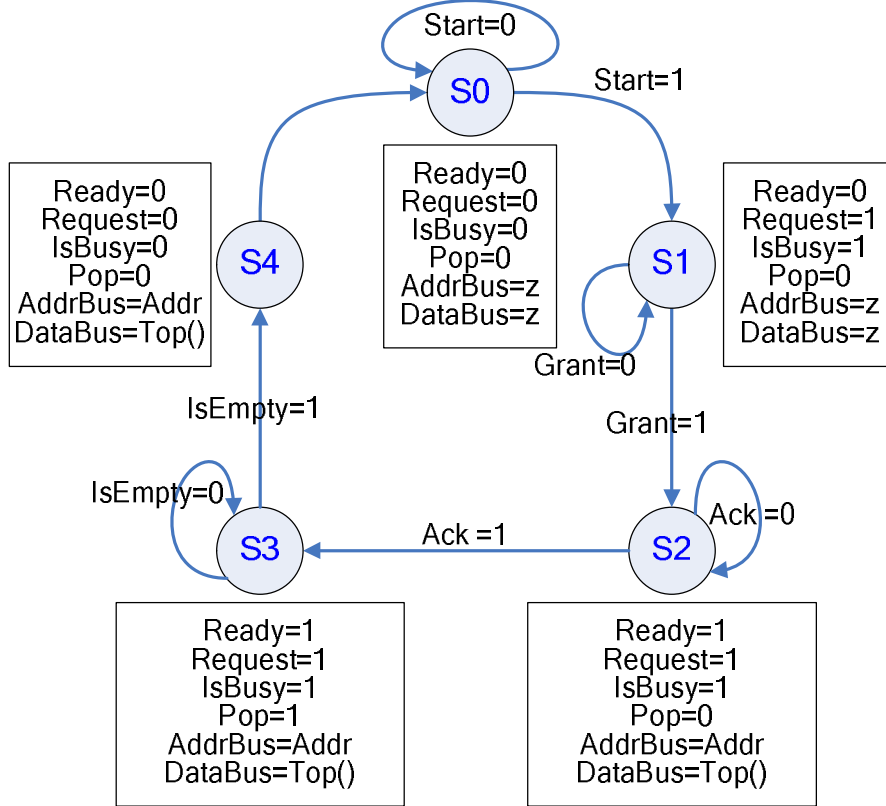 Start=0
S0
Start=1
Ready=0
Request=0
IsBusy=0
Pop=0
AddrBus=Addr
DataBus=Top()
S4
Ready=0
Request=0
IsBusy=0
Pop=0
AddrBus=z
DataBus=z
S1
Ready=0
Request=1
IsBusy=1
Pop=0
AddrBus=z
DataBus=z
Grant=0
IsEmpty=1
Grant=1
IsEmpty=0
S3
Ack =1
S2
Ack =0
Ready=1
Request=1
IsBusy=1
Pop=1
AddrBus=Addr
DataBus=Top()
Ready=1
Request=1
IsBusy=1
Pop=0
AddrBus=Addr
DataBus=Top()